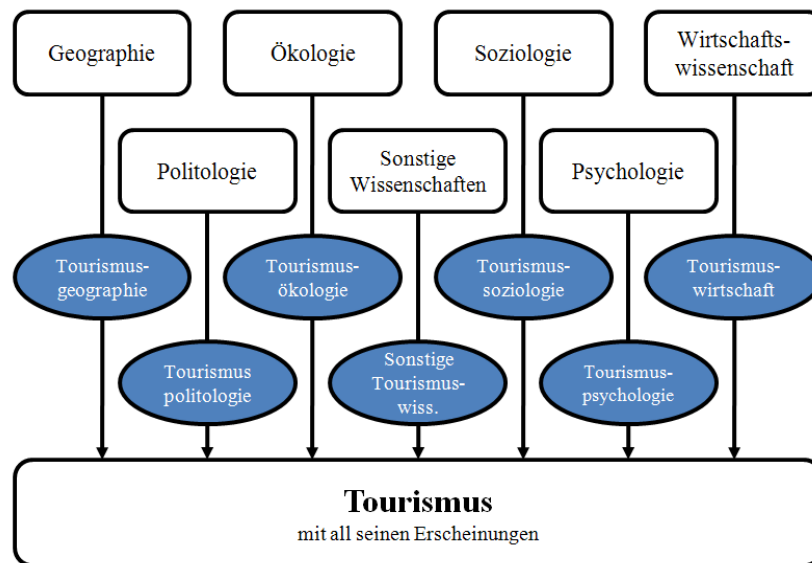 Geographie
Ökologie
Soziologie
Wirtschafts-
wissenschaft
Politologie
Sonstige
Wissenschaften
Psychologie
Tourismus-
geographie
Tourismus-
ökologie
Tourismus-
soziologie
Tourismus-
wirtschaft
Tourismus
politologie
Sonstige
Tourismus-
wiss.
Tourismus-
psychologie
Tourismus
mit all seinen Erscheinungen